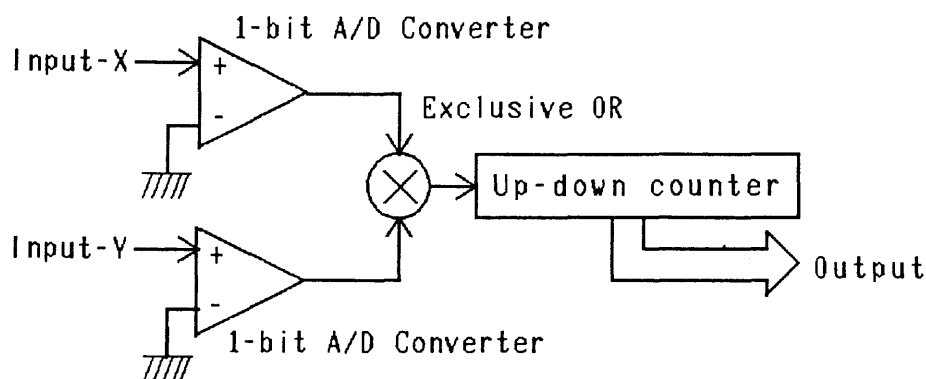 1-bit A/D Converter
Input-X
+
-
Exclusive OR
Up-down counter
Input-Y
+
-
Output
1-bit A/D Converter